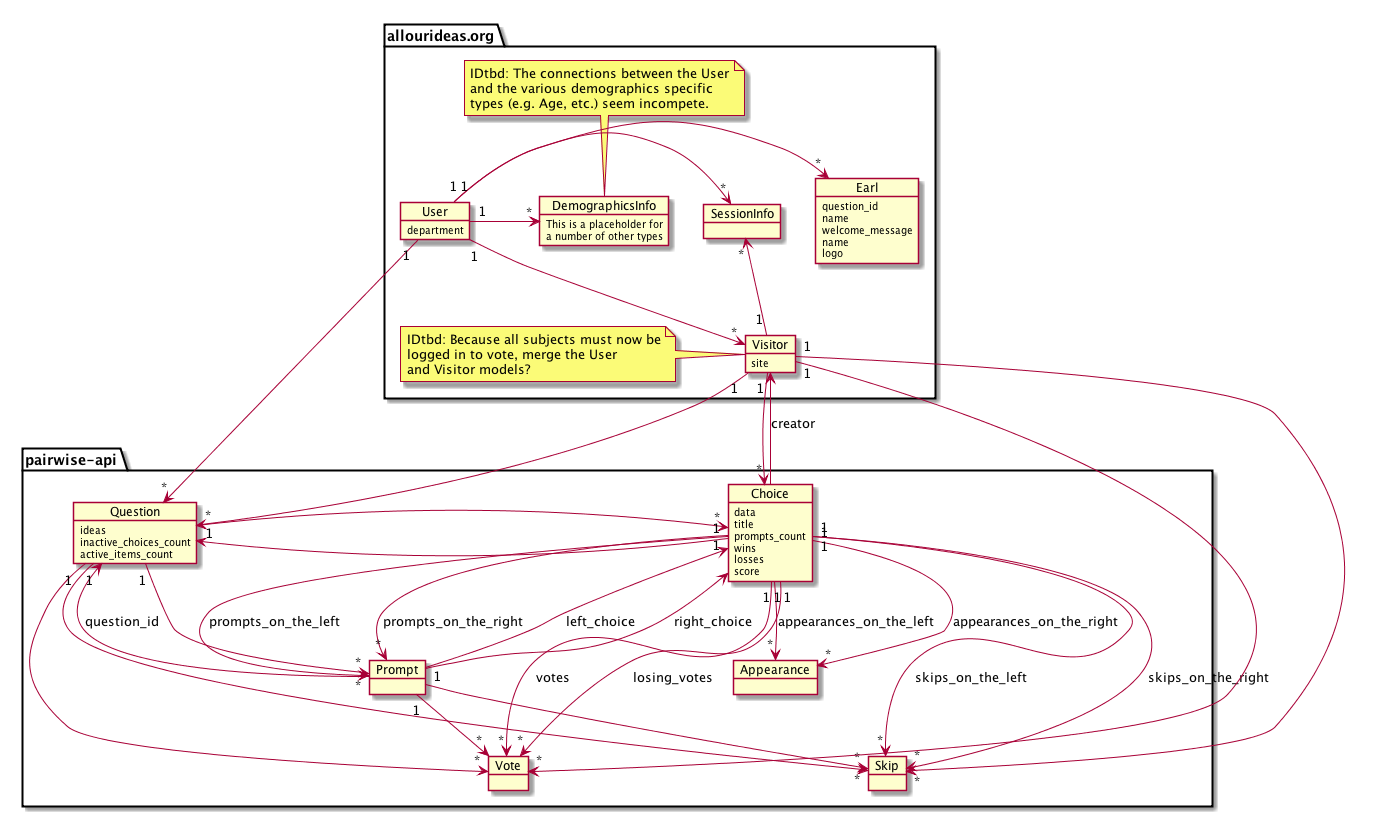 allourideas.org
IDtbd: The connections between the User
and the various demographics specific
types (e.g. Age, etc.) seem incompete.
*
1 1
*
Earl
question_id
name
welcome_message
name
logo
User
department
1
*
DemographicsInfo
This is a placeholder for
a number of other types
SessionInfo
1
1
*
1
*
IDtbd: Because all subjects must now be
logged in to vote, merge the User
and Visitor models?
Visitor
site
1
1
1
1
creator
pairwise-api
*
*
Question
ideas
inactive_choices_count
active_items_count
*
1
Choice
data
title
prompts_count
wins
losses
score
*
1
1
1
1
1
1
1
1
1
1
1
1
question_id
prompts_on_the_left
prompts_on_the_right
left_choice
right_choice
appearances_on_the_left
appearances_on_the_right
*
*
*
Prompt
1
*
*
Appearance
votes
losing_votes
skips_on_the_left
skips_on_the_right
1
*
*
*
*
*
Vote
*
*
*
*
*
Skip